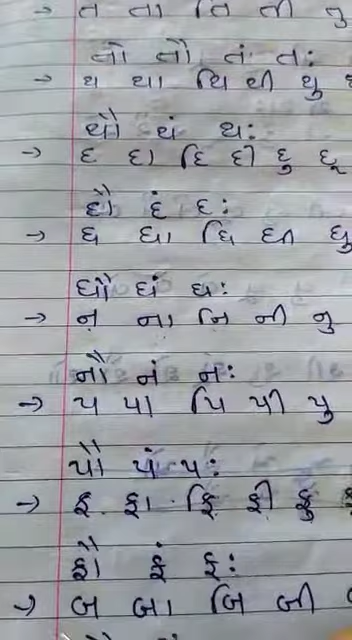 → ત તા તિ તી તુ
તો તૌ તં તઃ
→ થ થા થિ થી થુ
થૌ થં થઃ
→ દ દા દિ દી દુ દૂ
દૌ દં દઃ
→ ધ ધા ધિ ધી ધુ
ધૌ ધં ધઃ
→ ન ના નિ ની નુ
નૌ નં નઃ
→ પ પા પિ પી પુ
પૌ પં પઃ
→ ફ ફા ફિ ફી ફુ
ફૌ ફં ફઃ
→ બ બા બિ બી